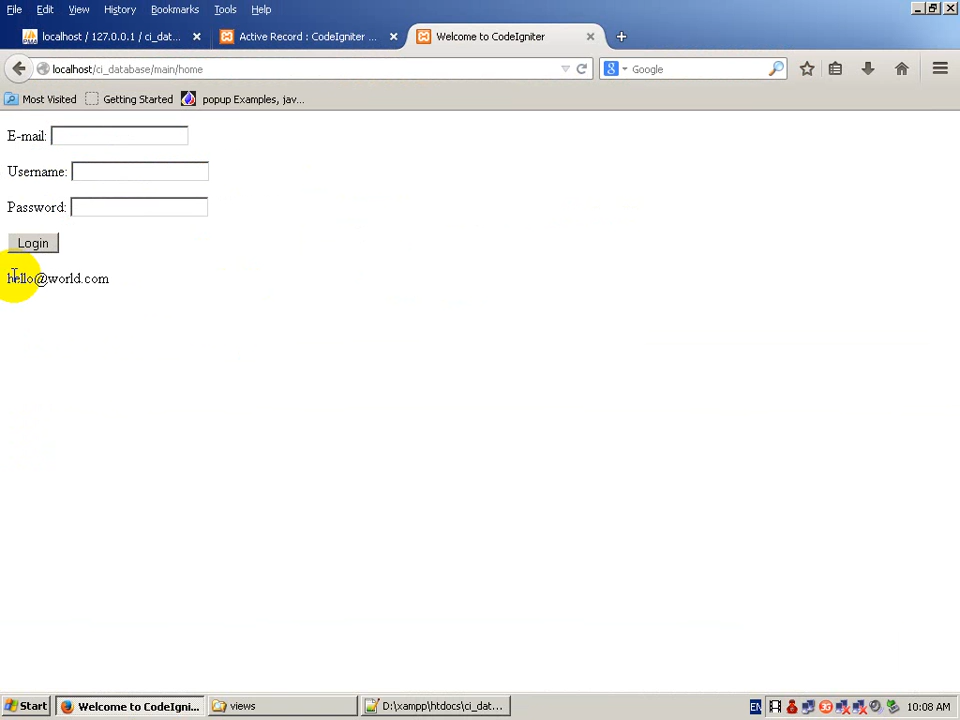 File Edit View History Bookmarks Tools Help
localhost / 127.0.0.1 / ci_dat... Active Record : CodeIgniter ... Welcome to CodeIgniter
localhost/ci_database/main/home Google
Most Visited Getting Started popup Examples, jav...
E-mail:
Username:
Password:
Login
hello@world.com
Start Welcome to CodeIgni... views D:\xampp\htdocs\ci_dat... EN 10:08 AM